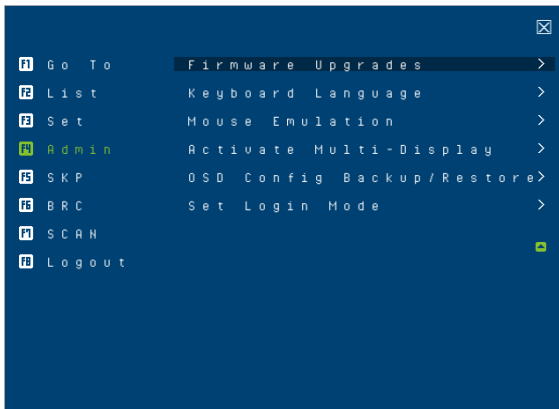 F1 Go To Firmware Upgrades >
F2 List Keyboard Language >
F3 Set Mouse Emulation >
F4 Admin Activate Multi-Display >
F5 SKP OSD Config Backup/Restore >
F6 BRC Set Login Mode >
F7 SCAN
F8 Logout